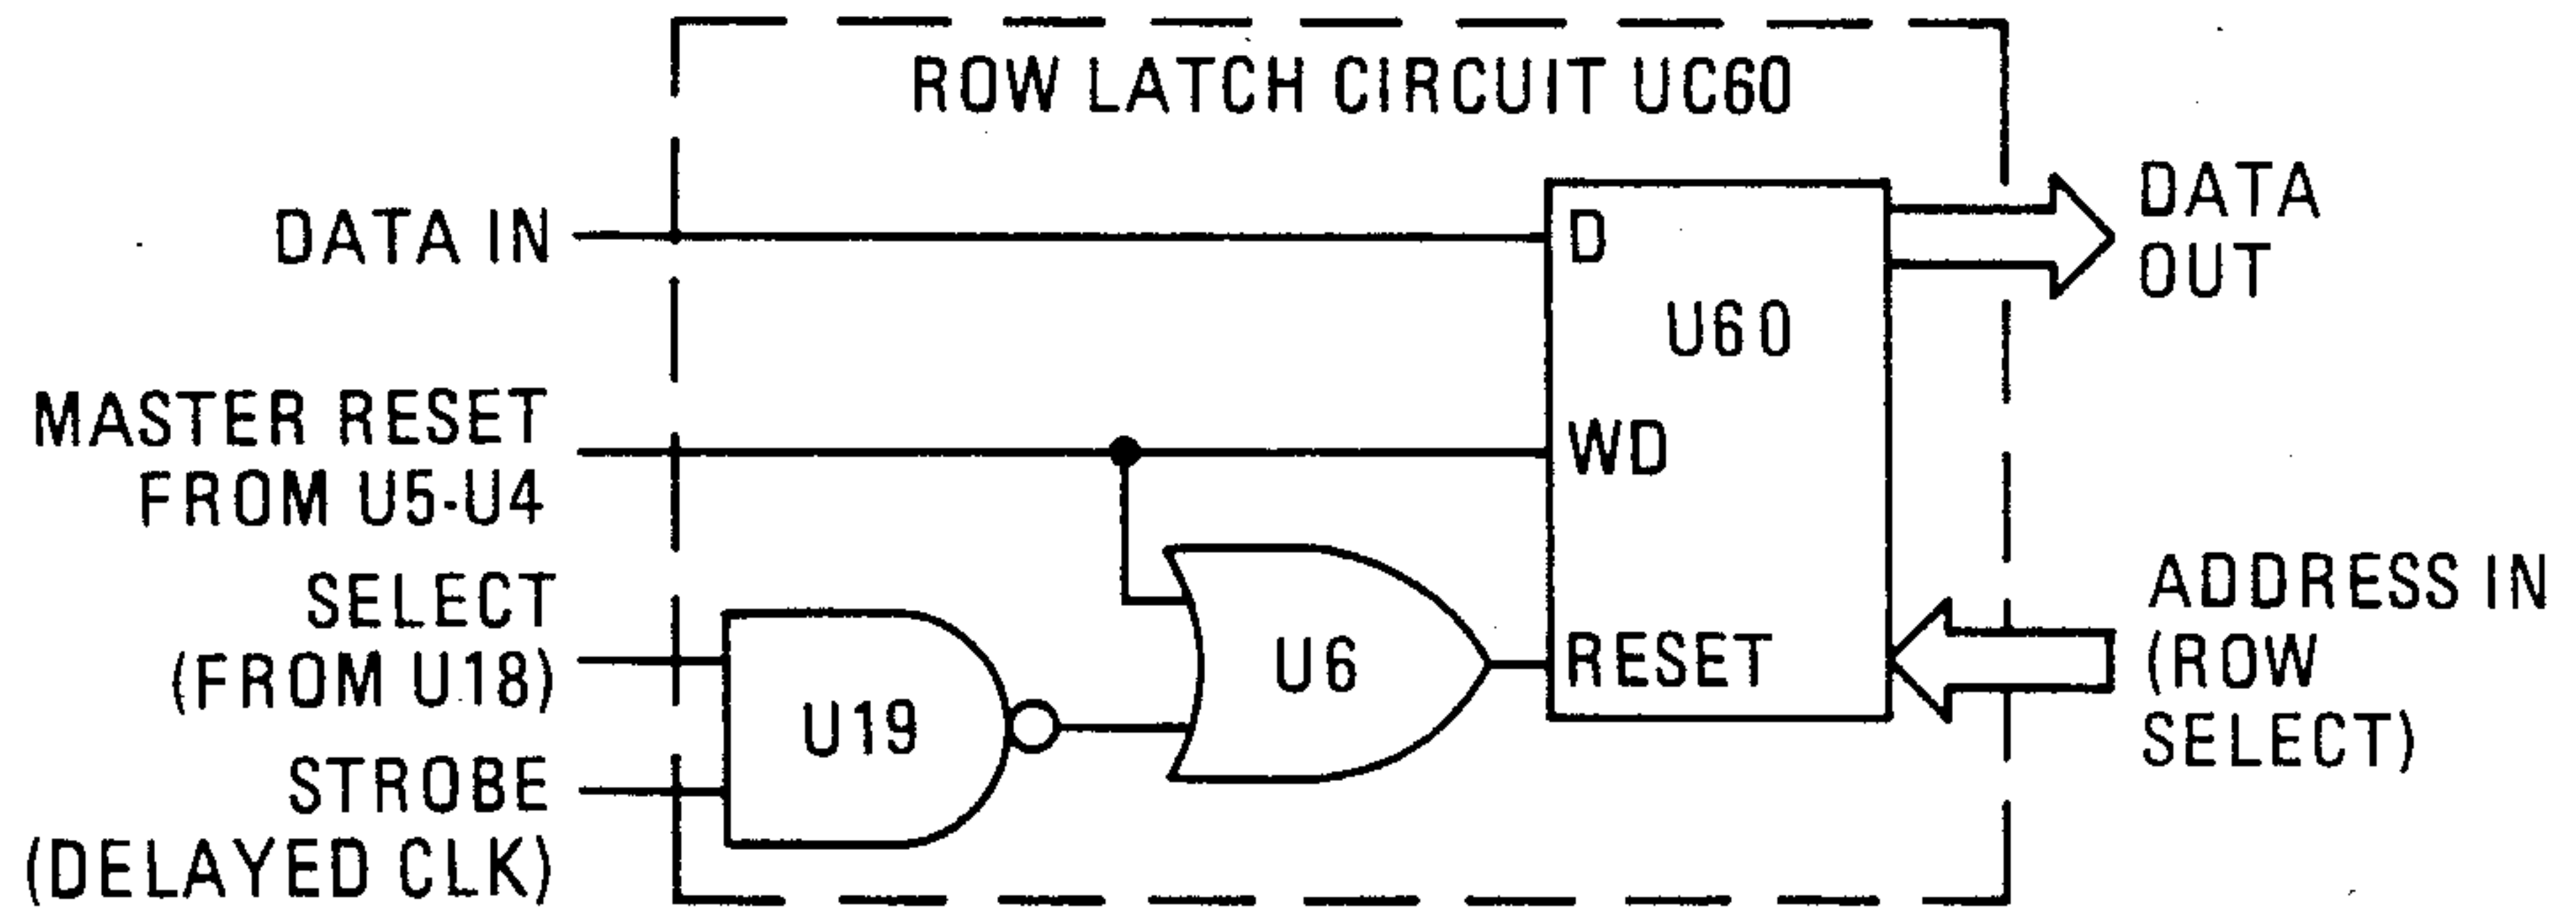 ROW LATCH CIRCUIT UC60
DATA IN
D
DATA
OUT
U60
MASTER RESET
FROM U5-U4
WD
SELECT
(FROM U18)
U19
U6
RESET
ADDRESS IN
(ROW
SELECT)
STROBE
(DELAYED CLK)